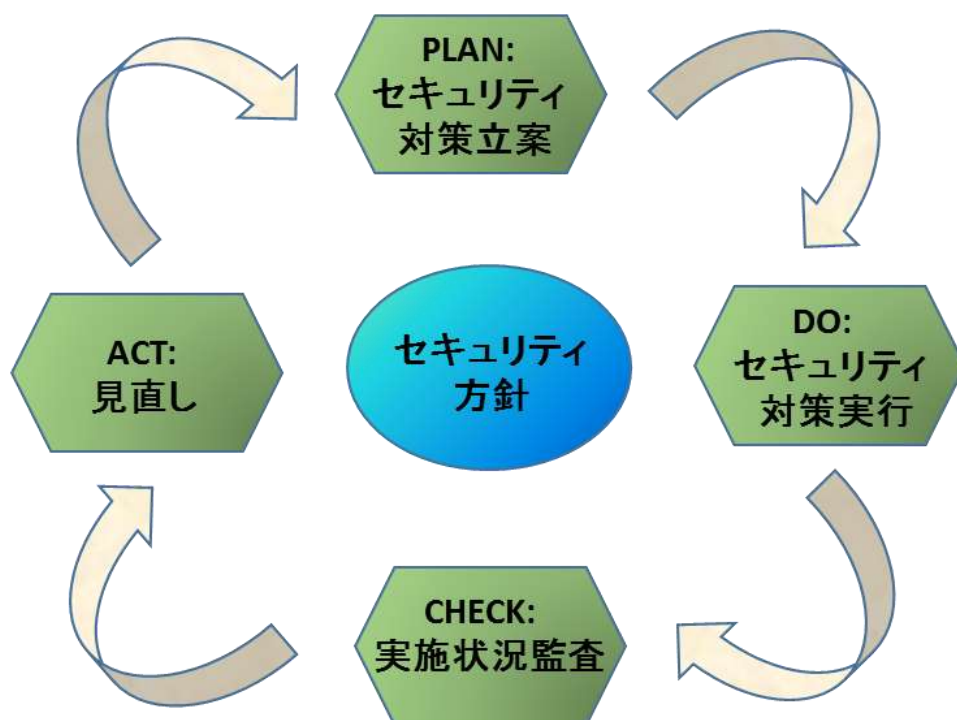 PLAN:
セキュリティ
対策立案
ACT:
見直し
セキュリティ
方針
DO:
セキュリティ
対策実行
CHECK:
実施状況監査